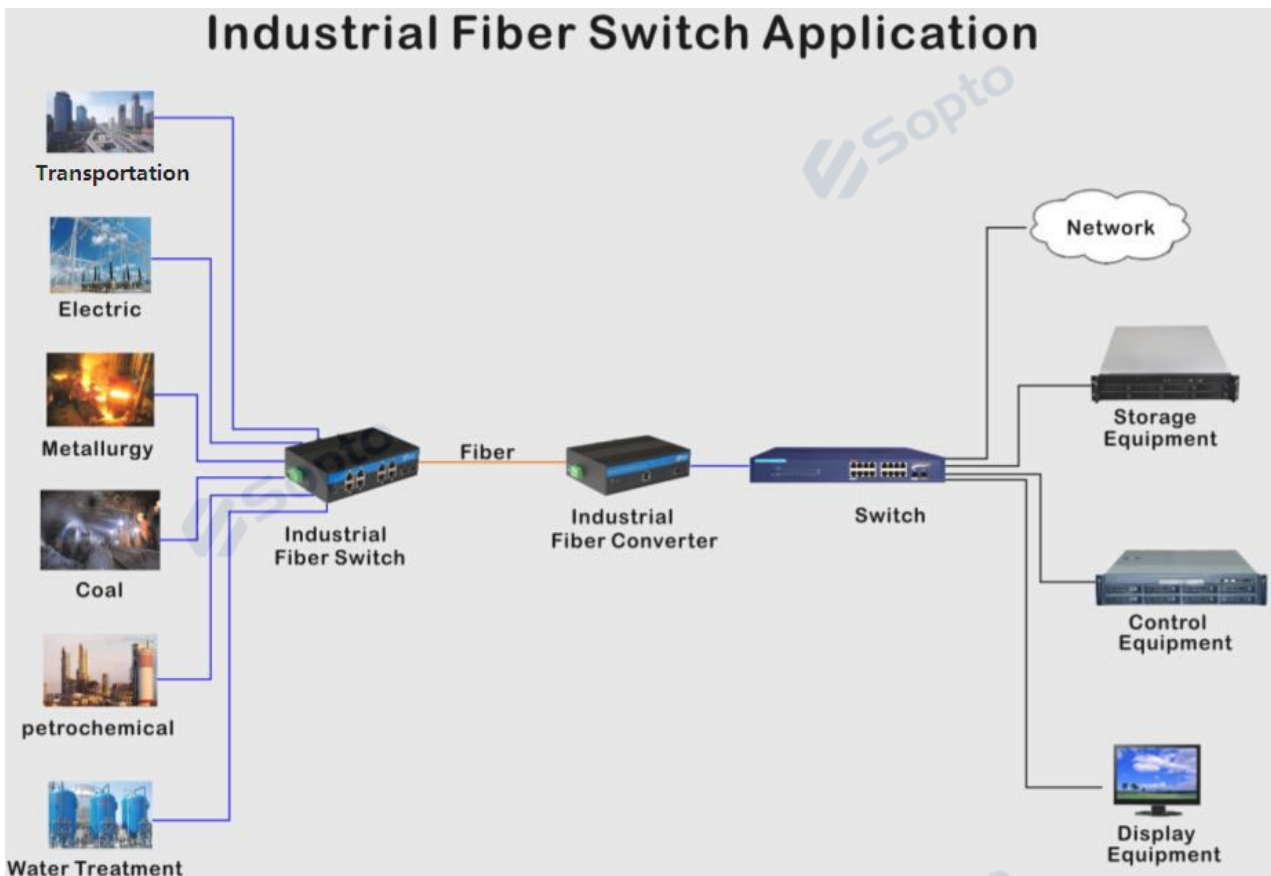 Industrial Fiber Switch Application
Sopto
Transportation
Network
Electric
Storage
Equipment
Metallurgy
Fiber
Sopto
Industrial
Fiber Switch
Industrial
Fiber Converter
Switch
Coal
Control
Equipment
petrochemical
Display
Equipment
Water Treatment